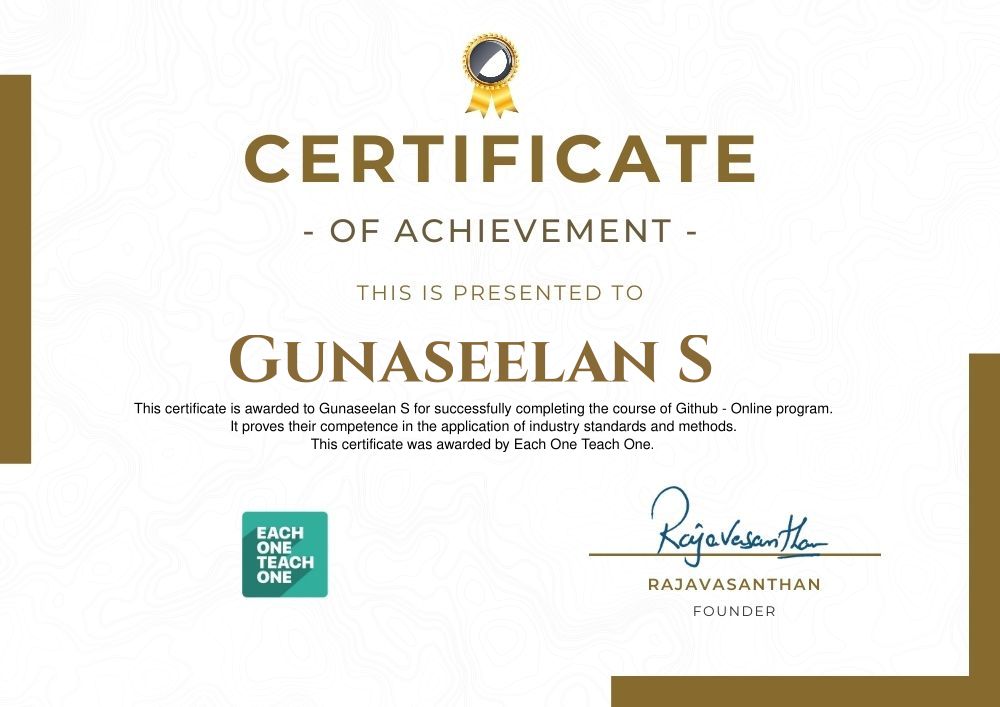 CERTIFICATE
- OF ACHIEVEMENT -
THIS IS PRESENTED TO
GUNASEELAN S
This certificate is awarded to Gunaseelan S for successfully completing the course of Github - Online program.
It proves their competence in the application of industry standards and methods.
This certificate was awarded by Each One Teach One.
EACH
ONE
TEACH
ONE
Rajavasanthan
RAJAVASANTHAN
FOUNDER